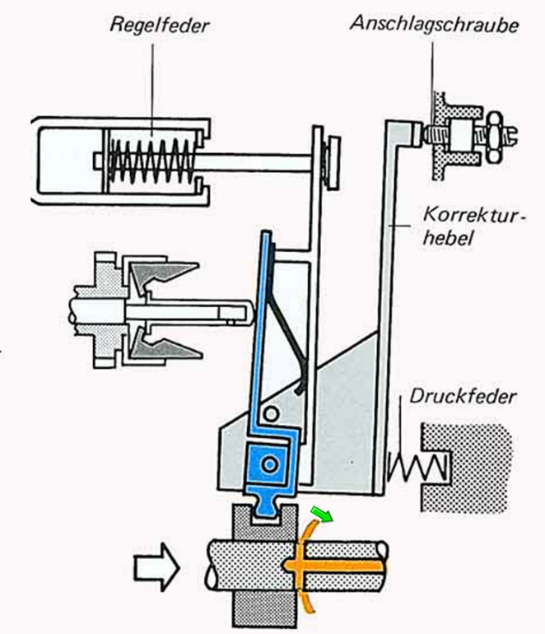 Regelfeder
Anschlagschraube
Korrektur-
hebel
Druckfeder